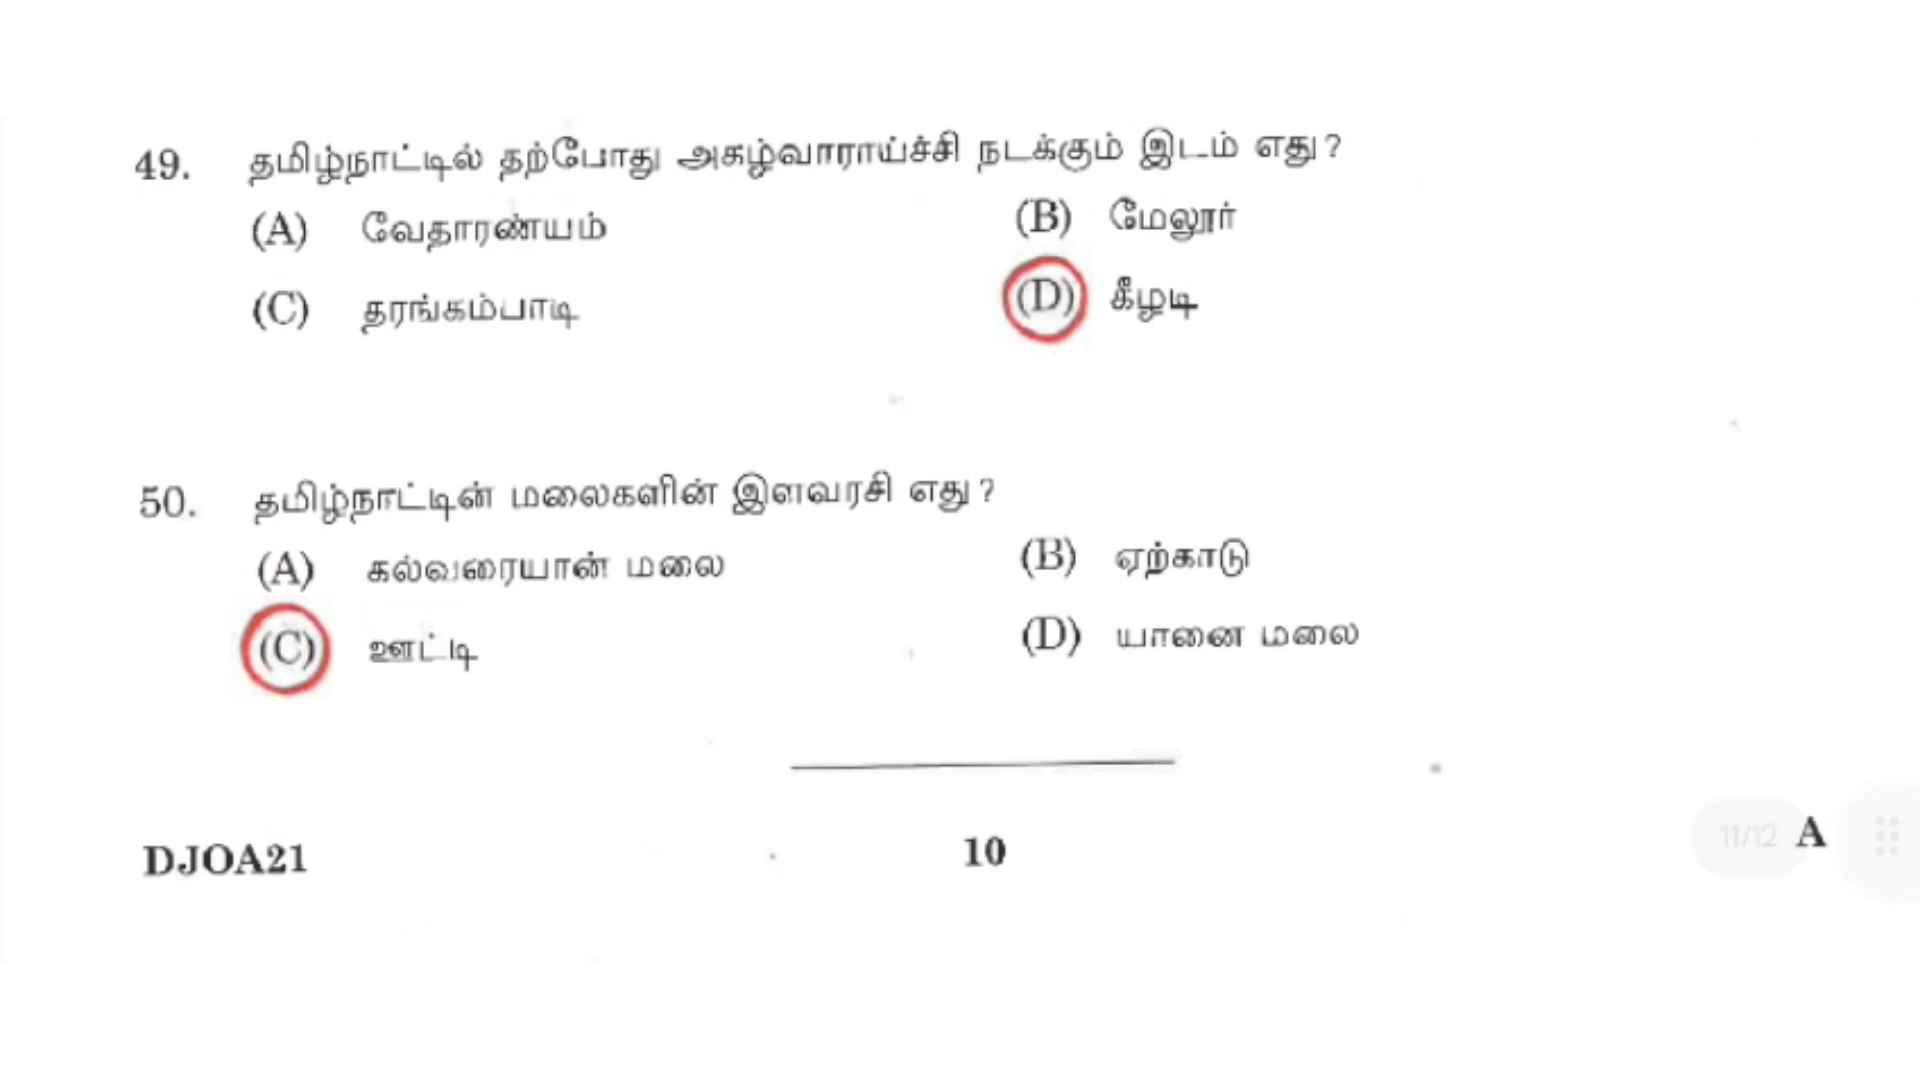 49. தமிழ்நாட்டில் தற்போது அகழ்வாராய்ச்சி நடக்கும் இடம் எது ?
(A) வேதாரண்யம் (B) மேலூர்
(C) தரங்கம்பாடி (D) கீழடி
50. தமிழ்நாட்டின் மலைகளின் இளவரசி எது ?
(A) கல்வரையான் மலை (B) ஏற்காடு
(C) ஊட்டி (D) யானை மலை
DJOA21 10 11/12 A